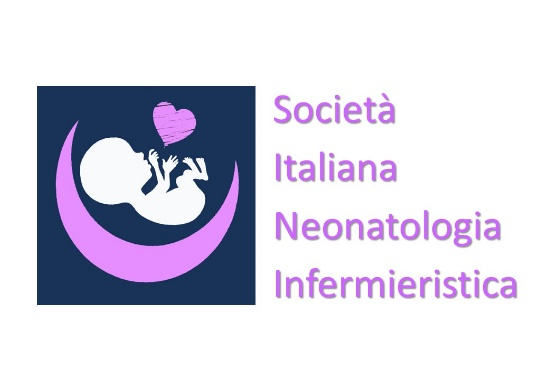 Società
Italiana
Neonatologia
Infermieristica